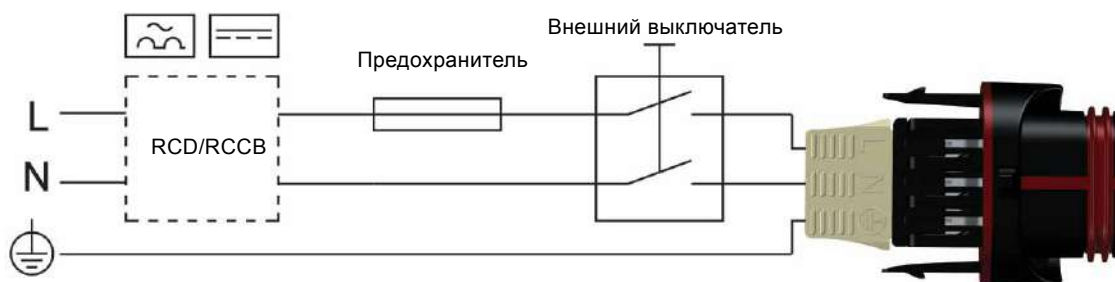 Внешний выключатель
Предохранитель
L
RCD/RCCB
N
L N